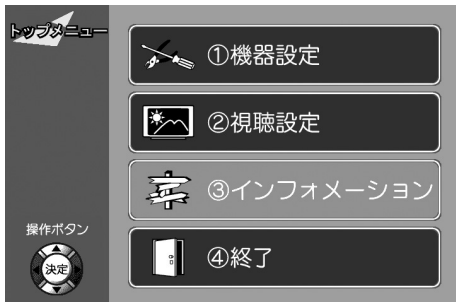 トップメニュー
①機器設定
②視聴設定
③インフォメーション
④終了
操作ボタン
決定